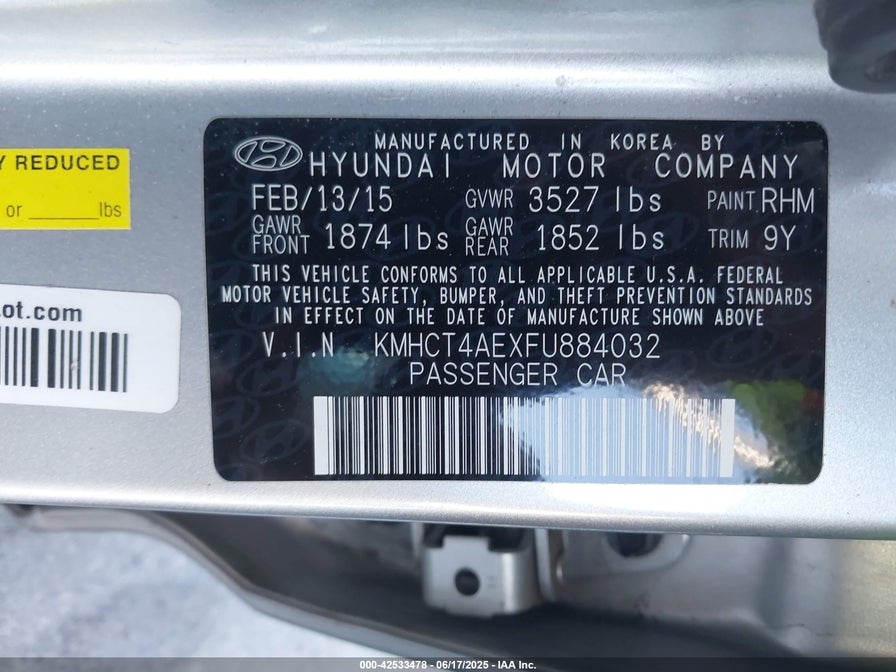 Y REDUCED
or ______ lbs
ot.com
MANUFACTURED IN KOREA BY
HYUNDAI MOTOR COMPANY
FEB/13/15 GVWR 3527 lbs PAINT RHM
GAWR FRONT 1874 lbs GAWR REAR 1852 lbs TRIM 9Y
THIS VEHICLE CONFORMS TO ALL APPLICABLE U.S.A. FEDERAL
MOTOR VEHICLE SAFETY, BUMPER, AND THEFT PREVENTION STANDARDS
IN EFFECT ON THE DATE OF MANUFACTURE SHOWN ABOVE
V.I.N KMHCT4AEXFU884032
PASSENGER CAR
000-42533478 | 06/17/2025 | IAA Inc.